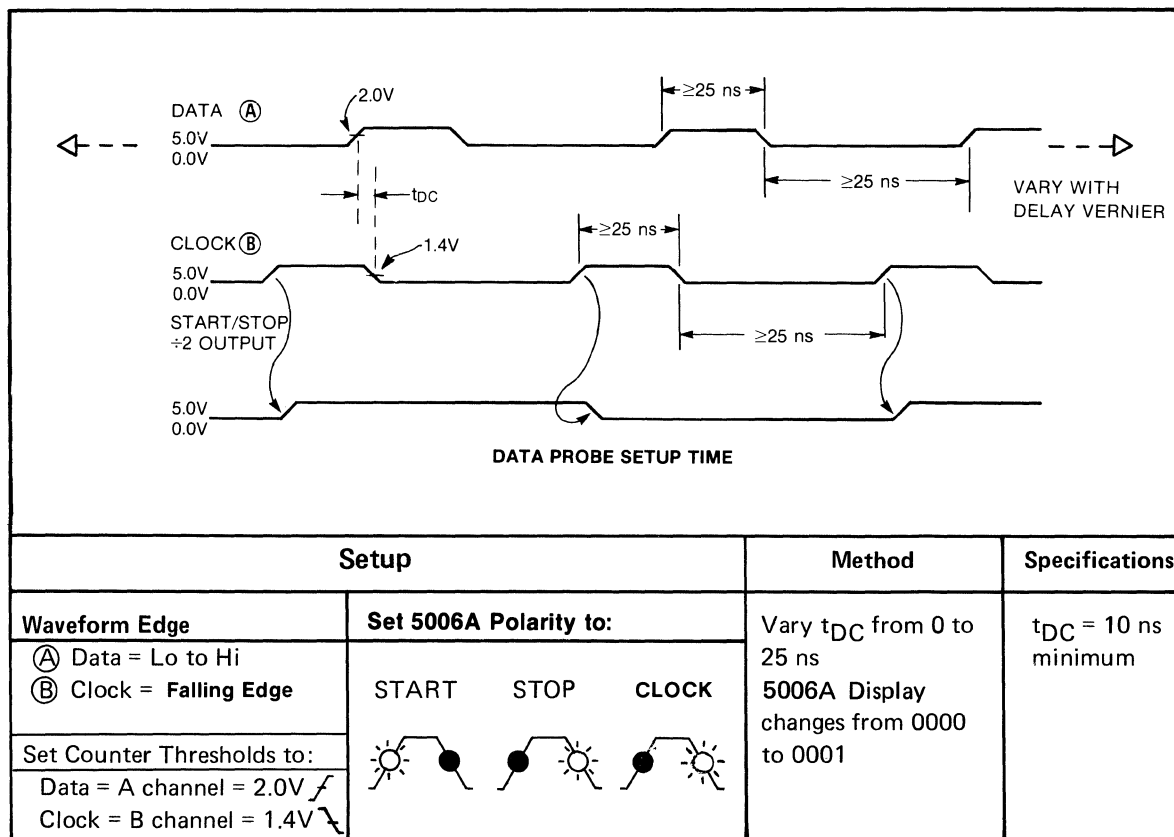 2.0V
≥25 ns
DATA Ⓐ
5.0V
0.0V
≥25 ns
VARY WITH
DELAY VERNIER
tDC
≥25 ns
CLOCK Ⓑ
1.4V
5.0V
0.0V
START/STOP
÷2 OUTPUT
≥25 ns
5.0V
0.0V
DATA PROBE SETUP TIME
Setup
Method
Specifications
Waveform Edge
Ⓐ Data = Lo to Hi
Ⓑ Clock = Falling Edge
Set Counter Thresholds to:
Data = A channel = 2.0V
Clock = B channel = 1.4V
Set 5006A Polarity to:
START STOP CLOCK
Vary tDC from 0 to
25 ns
5006A Display
changes from 0000
to 0001
tDC = 10 ns
minimum